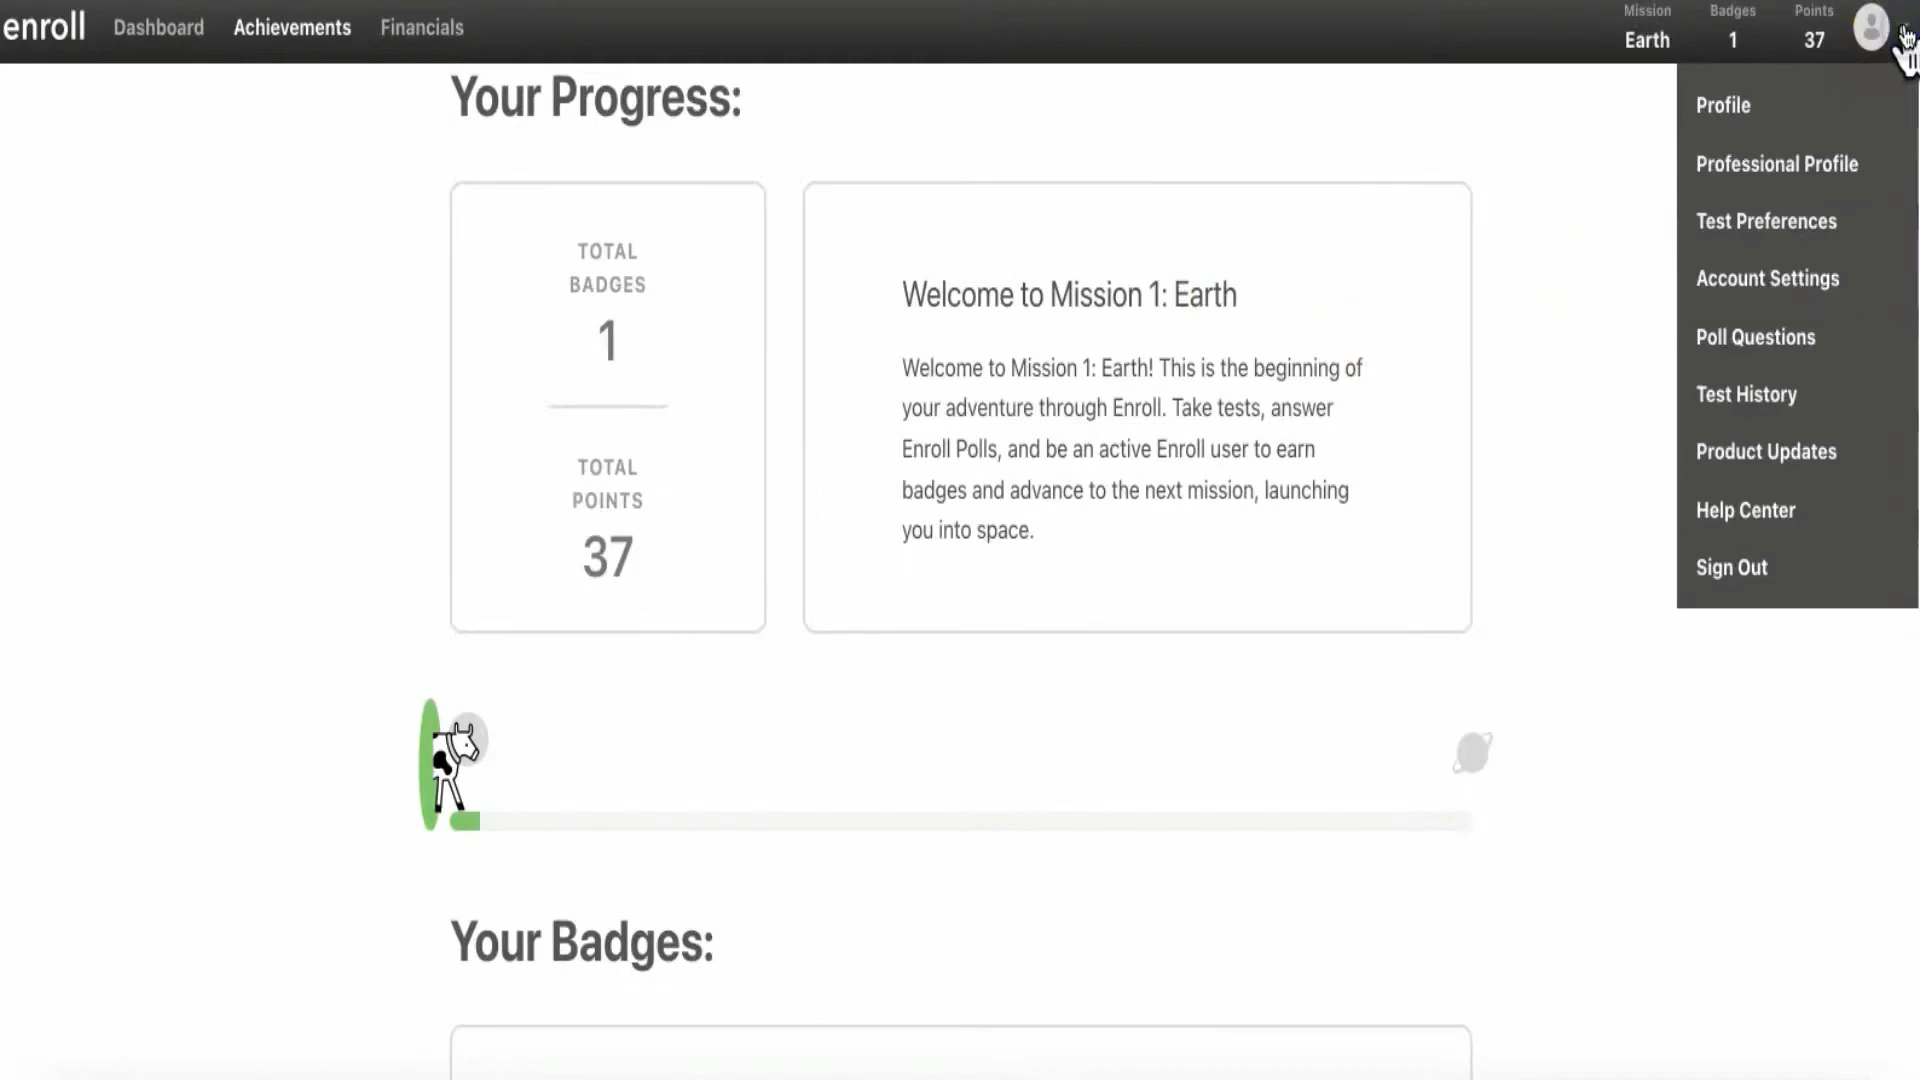 enroll Dashboard Achievements Financials
Mission Badges Points
Earth 1 37
Profile
Professional Profile
Test Preferences
Account Settings
Poll Questions
Test History
Product Updates
Help Center
Sign Out
Your Progress:
TOTAL
BADGES
1
TOTAL
POINTS
37
Welcome to Mission 1: Earth
Welcome to Mission 1: Earth! This is the beginning of
your adventure through Enroll. Take tests, answer
Enroll Polls, and be an active Enroll user to earn
badges and advance to the next mission, launching
you into space.
Your Badges: